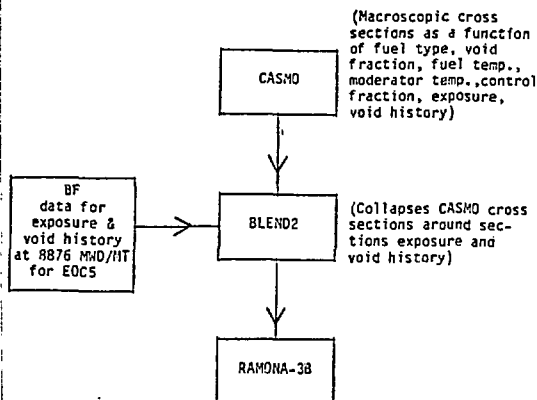 (Macroscopic cross
sections as a function
of fuel type, void
fraction, fuel temp.,
moderator temp.,control
fraction, exposure,
void history)
CASMO
BF
data for
exposure &
void history
at 8876 MWD/MT
for EOC5
BLEND2
(Collapses CASMO cross
sections around sec-
tions exposure and
void history)
RAMONA-3B